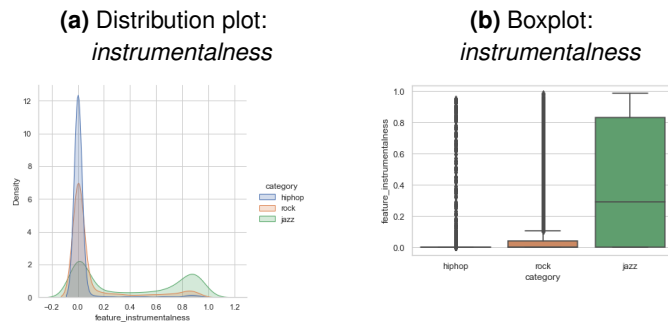 (a) Distribution plot:
instrumentalness
(b) Boxplot:
instrumentalness
12
10
8
6
4
2
0
Density
−0.2 0.0 0.2 0.4 0.6 0.8 1.0 1.2
feature_instrumentalness
category
hiphop
rock
jazz
1.0
0.8
0.6
0.4
0.2
0.0
feature_instrumentalness
hiphop rock jazz
category